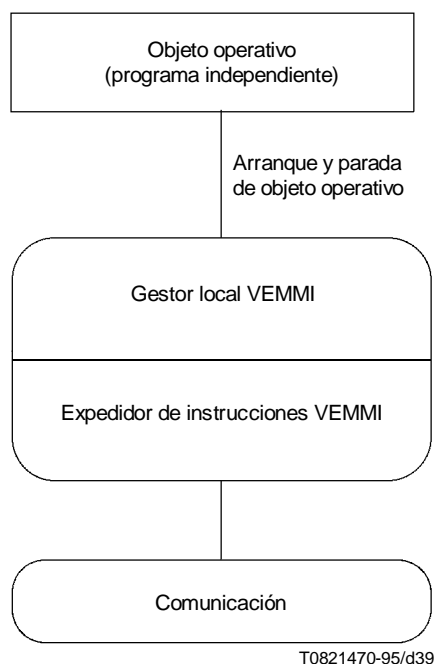 Objeto operativo
(programa independiente)
Arranque y parada
de objeto operativo
Gestor local VEMMI
Expedidor de instrucciones VEMMI
Comunicación
T0821470-95/d39